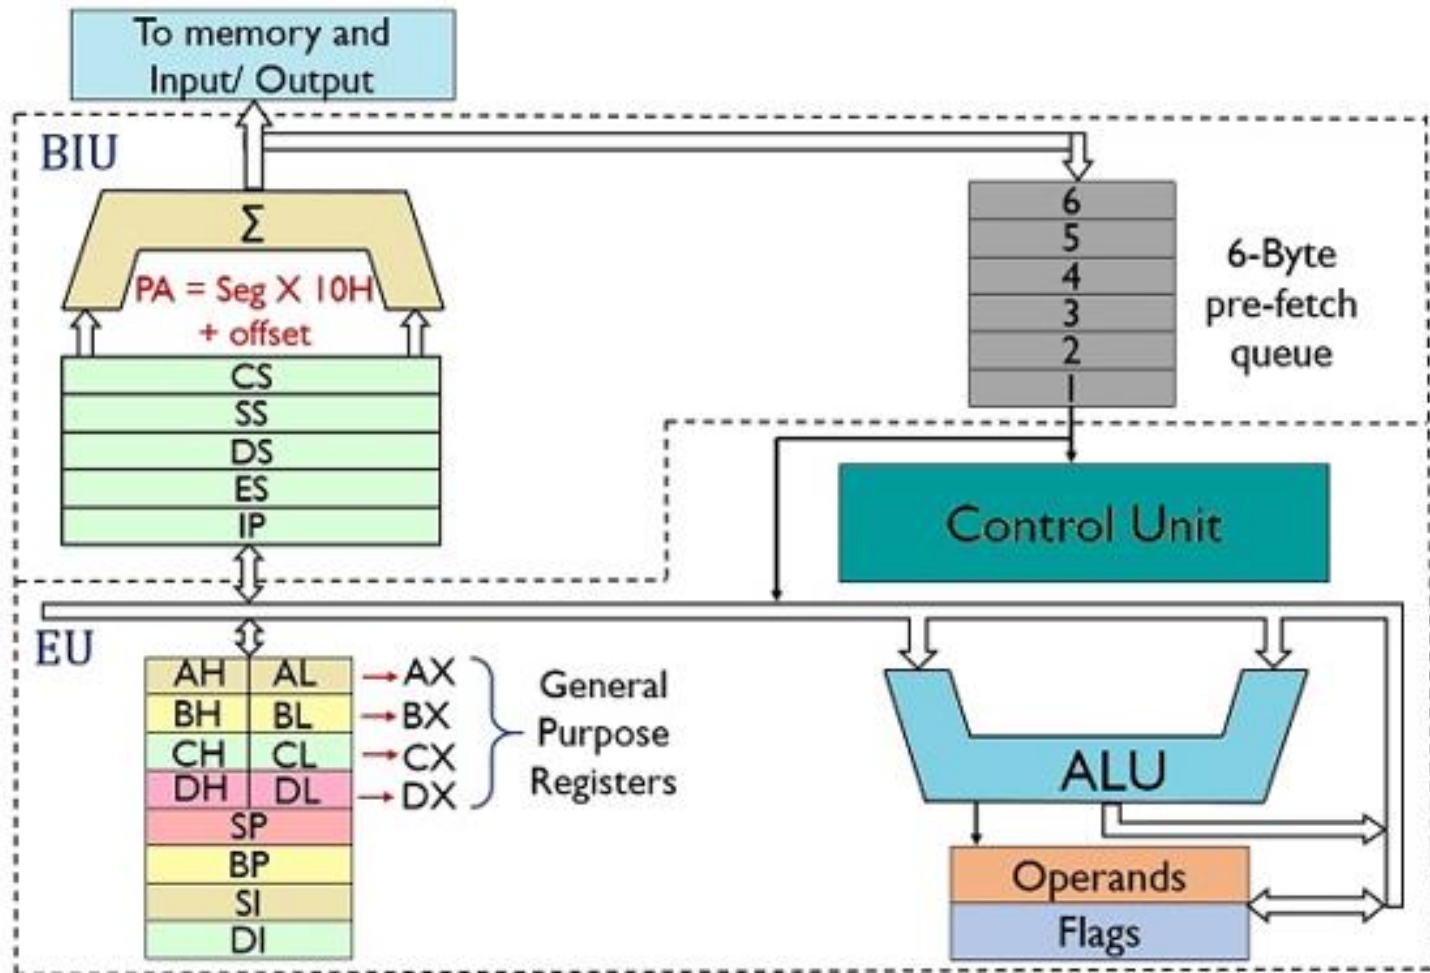 To memory and
Input/ Output
BIU
Σ
PA = Seg X 10H
+ offset
CS
SS
DS
ES
IP
6
5
4
3
2
1
6-Byte
pre-fetch
queue
Control Unit
EU
AH AL → AX
BH BL → BX
CH CL → CX
DH DL → DX
SP
BP
SI
DI
General
Purpose
Registers
ALU
Operands
Flags